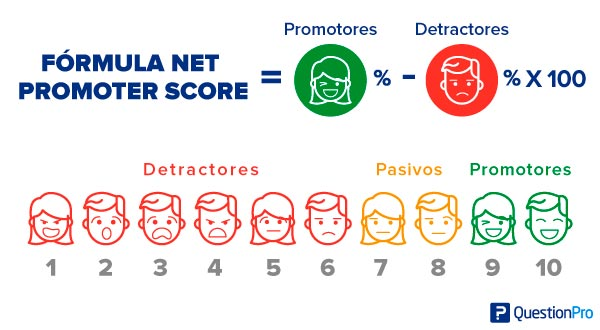 Promotores Detractores
FÓRMULA NET
PROMOTER SCORE = % - % X 100
Detractores Pasivos Promotores
1 2 3 4 5 6 7 8 9 10
QuestionPro